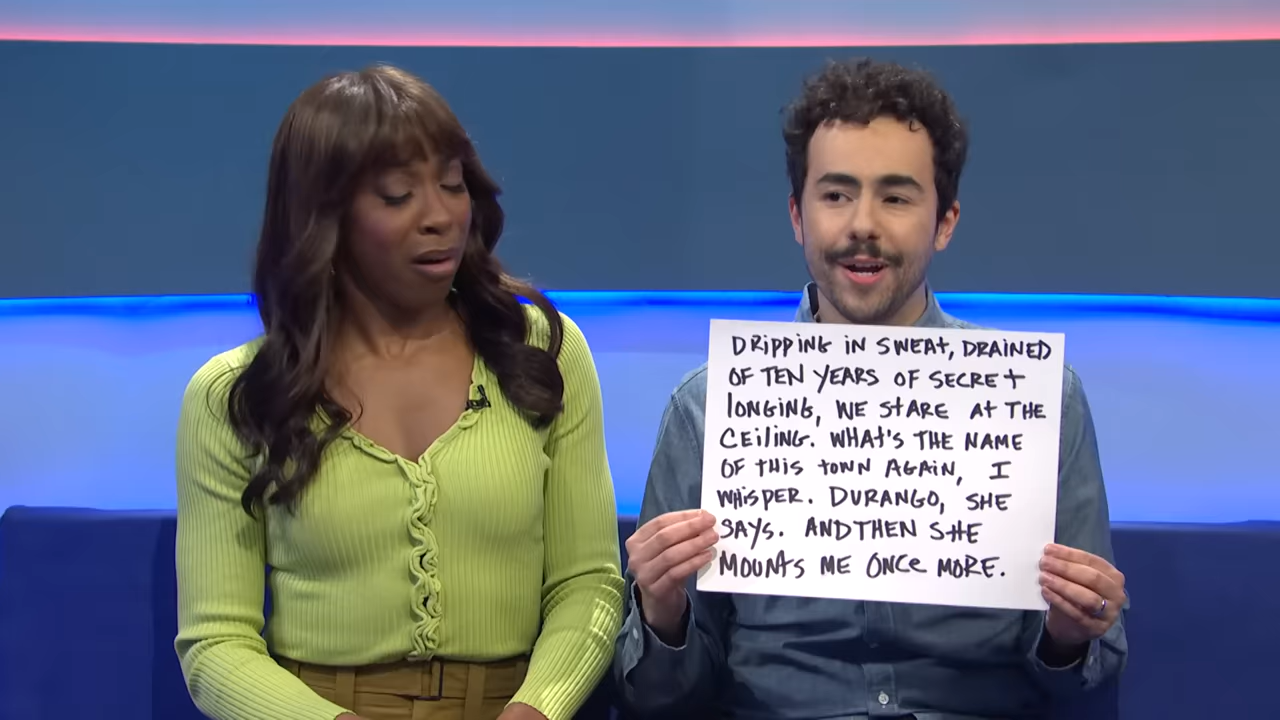 DRIPPING IN SWEAT, DRAINED
OF TEN YEARS OF SECRET
LONGING, WE STARE AT THE
CEILING. WHAT'S THE NAME
OF THIS TOWN AGAIN, I
WHISPER. DURANGO, SHE
SAYS. ANDTHEN SHE
MOUNTS ME ONCE MORE.